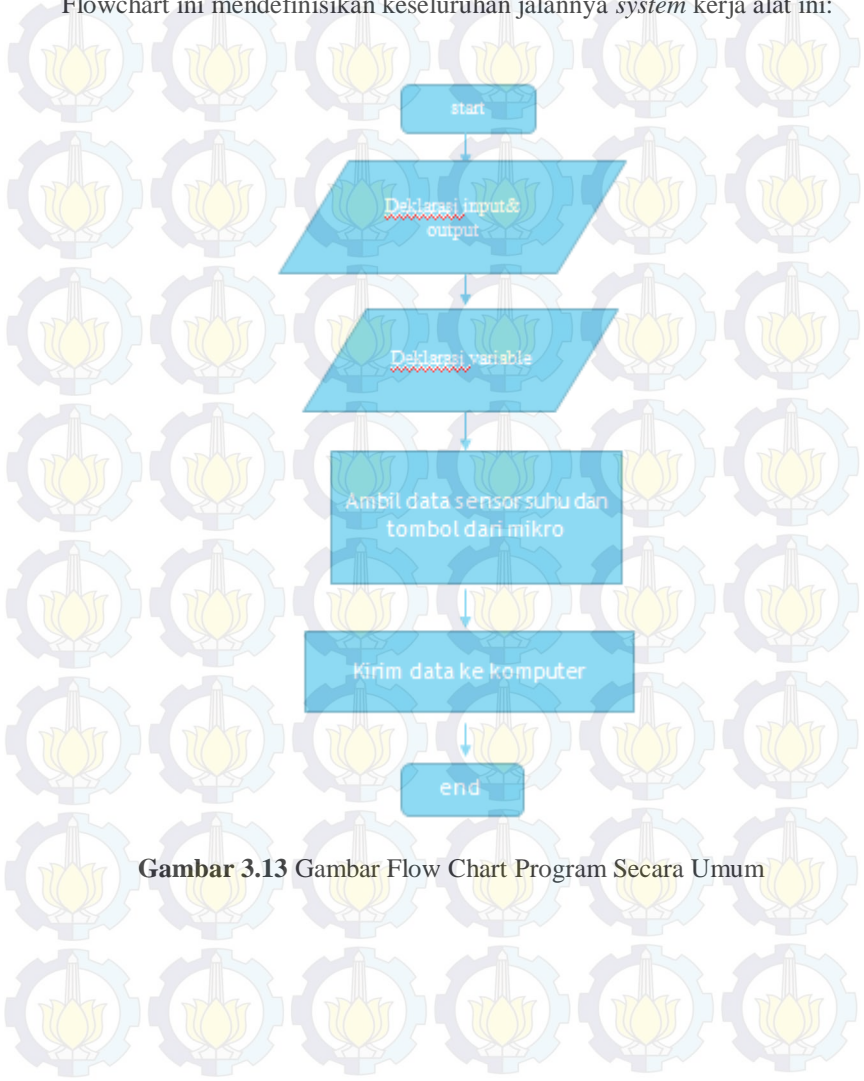 Flowchart ini mendefinisikan keseluruhan jalannya system kerja alat ini:
start
Deklarasi input&
output
Deklarasi variable
Ambil data sensor suhu dan
tombol dari mikro
Kirim data ke komputer
end
Gambar 3.13 Gambar Flow Chart Program Secara Umum